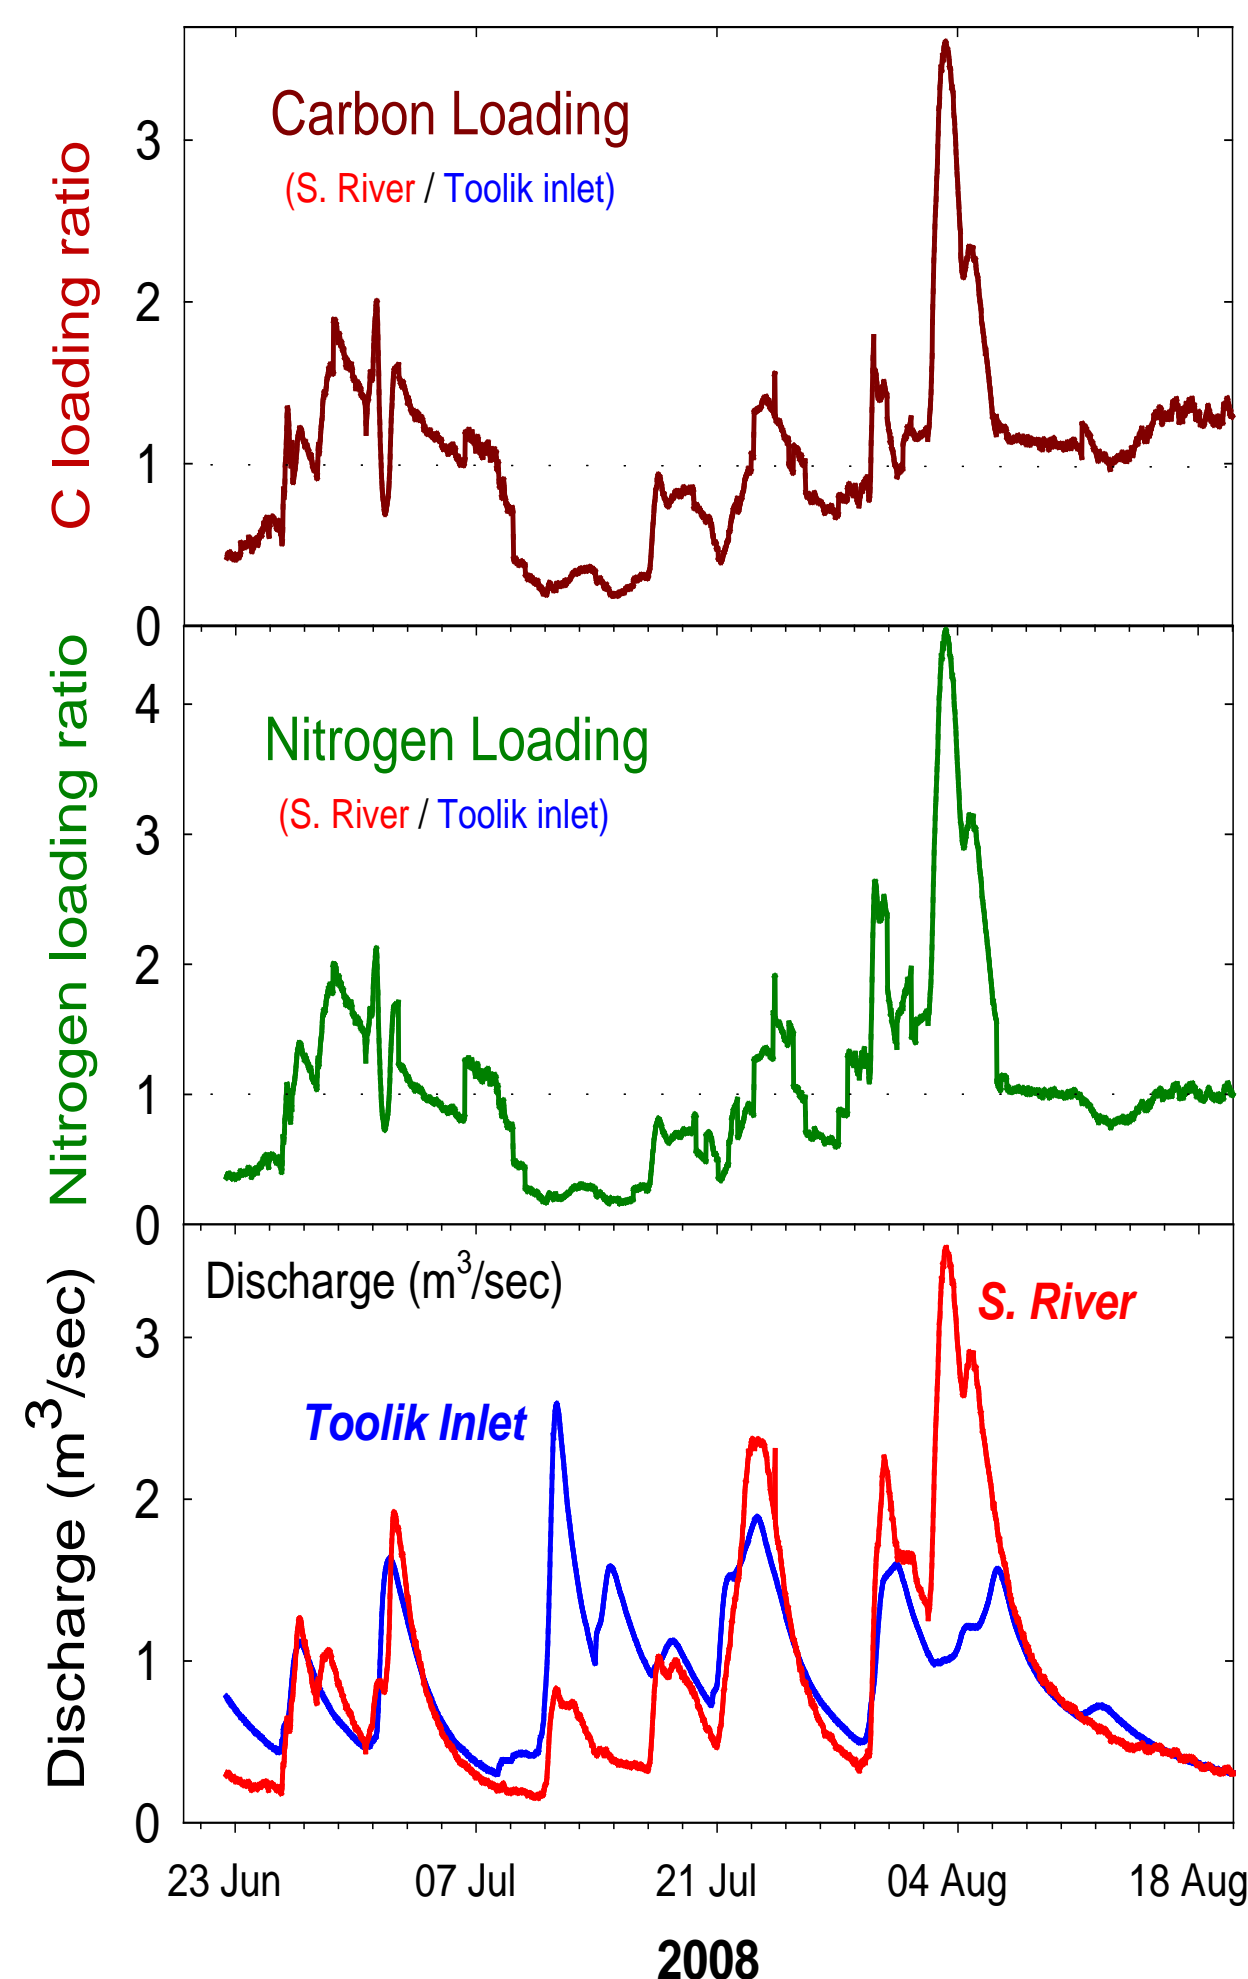 Carbon Loading
(S. River / Toolik inlet)
C loading ratio
3
2
1
0
Nitrogen Loading
(S. River / Toolik inlet)
Nitrogen loading ratio
4
3
2
1
0
Discharge (m³/sec)
S. River
Toolik Inlet
Discharge (m³/sec)
3
2
1
0
23 Jun 07 Jul 21 Jul 04 Aug 18 Aug
2008